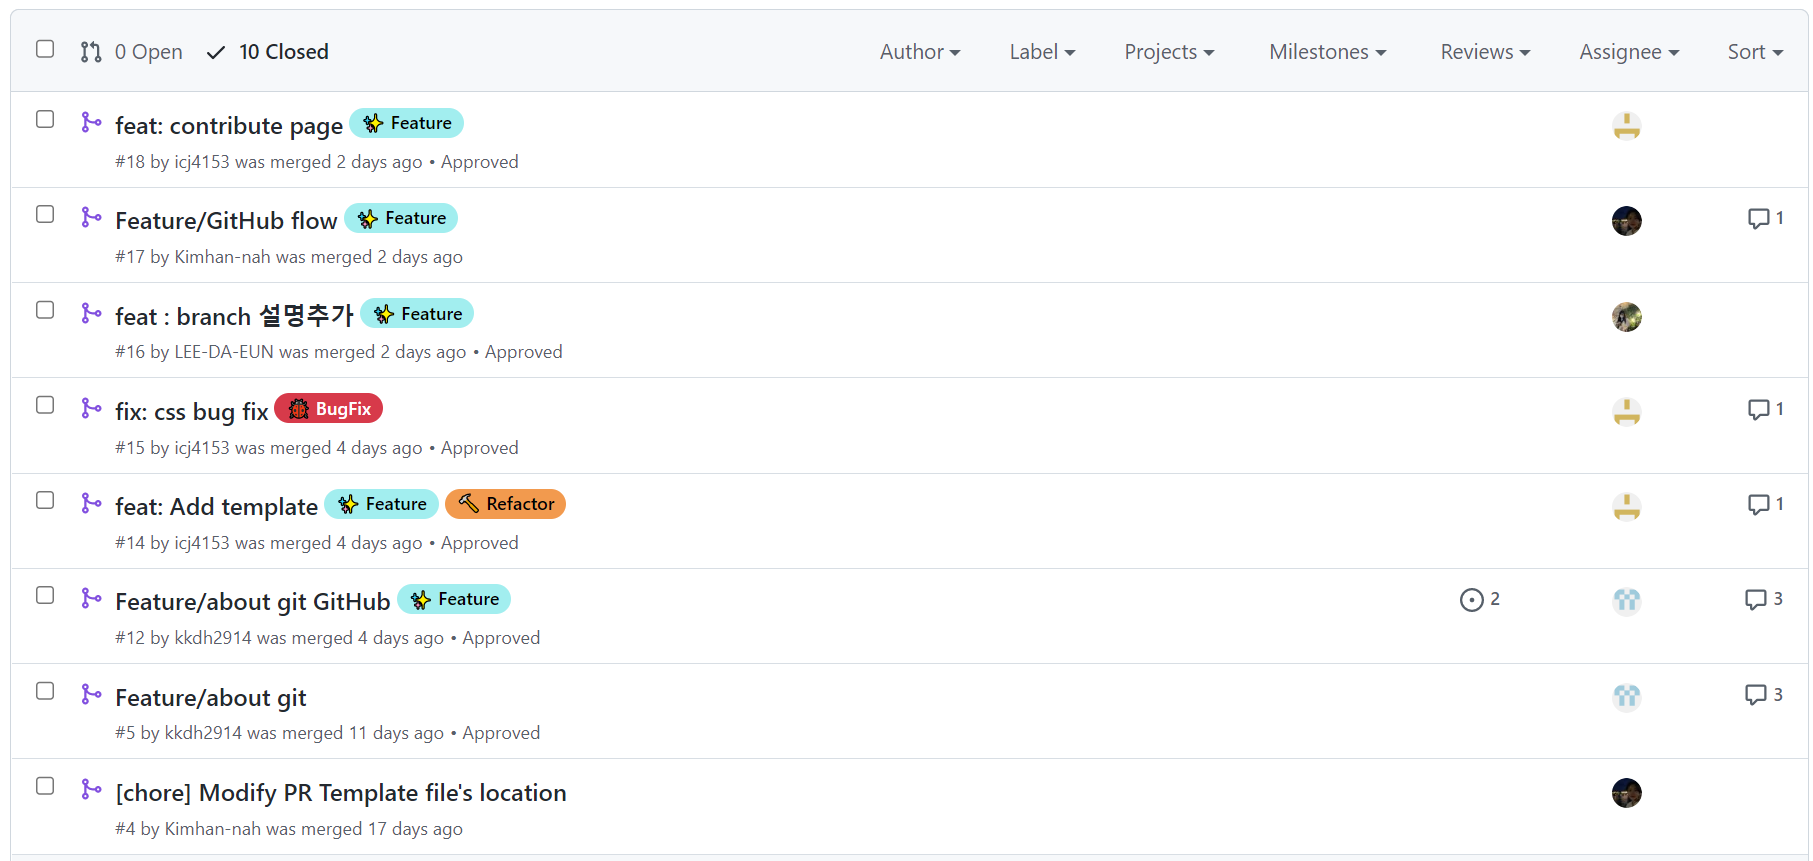 0 Open 10 Closed Author Label Projects Milestones Reviews Assignee Sort
feat: contribute page Feature
#18 by icj4153 was merged 2 days ago • Approved
Feature/GitHub flow Feature 1
#17 by Kimhan-nah was merged 2 days ago
feat : branch 설명추가 Feature
#16 by LEE-DA-EUN was merged 2 days ago • Approved
fix: css bug fix BugFix 1
#15 by icj4153 was merged 4 days ago • Approved
feat: Add template Feature Refactor 1
#14 by icj4153 was merged 4 days ago • Approved
Feature/about git GitHub Feature 2 3
#12 by kkdh2914 was merged 4 days ago • Approved
Feature/about git 3
#5 by kkdh2914 was merged 11 days ago • Approved
[chore] Modify PR Template file's location
#4 by Kimhan-nah was merged 17 days ago